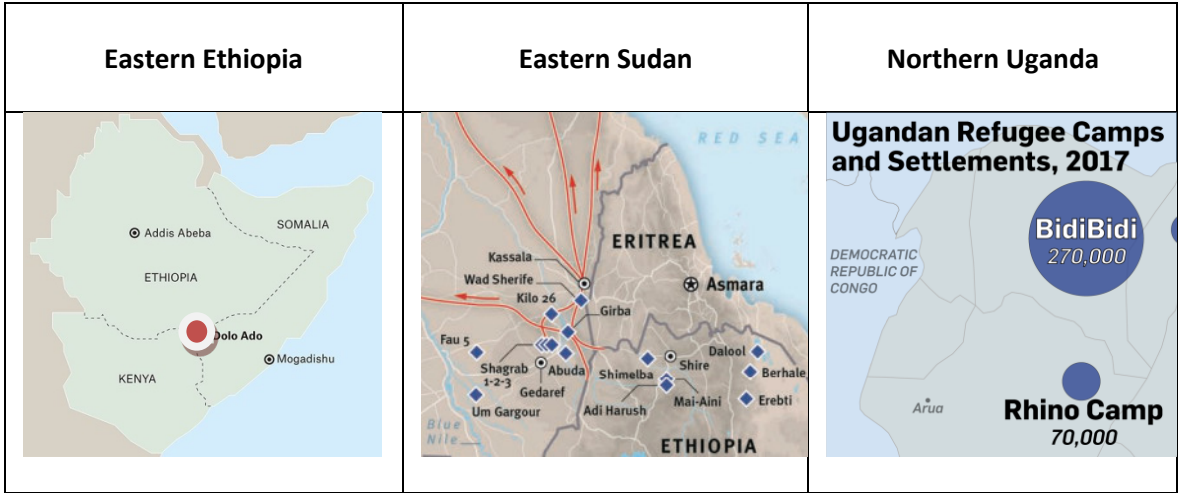 Eastern Ethiopia
Eastern Sudan
Northern Uganda
Addis Abeba
SOMALIA
ETHIOPIA
Dolo Ado
Mogadishu
KENYA
RED SEA
ERITREA
Kassala
Wad Sherife
Asmara
Kilo 26
Girba
Fau 5
Shagrab
1-2-3
Abuda
Gedaref
Um Gargour
Shimelba
Shire
Dalool
Berhale
Adi Harush
Mai-Aini
Erebti
Blue
Nile
ETHIOPIA
Ugandan Refugee Camps
and Settlements, 2017
BidiBidi
270,000
DEMOCRATIC
REPUBLIC OF
CONGO
Arua
Rhino Camp
70,000